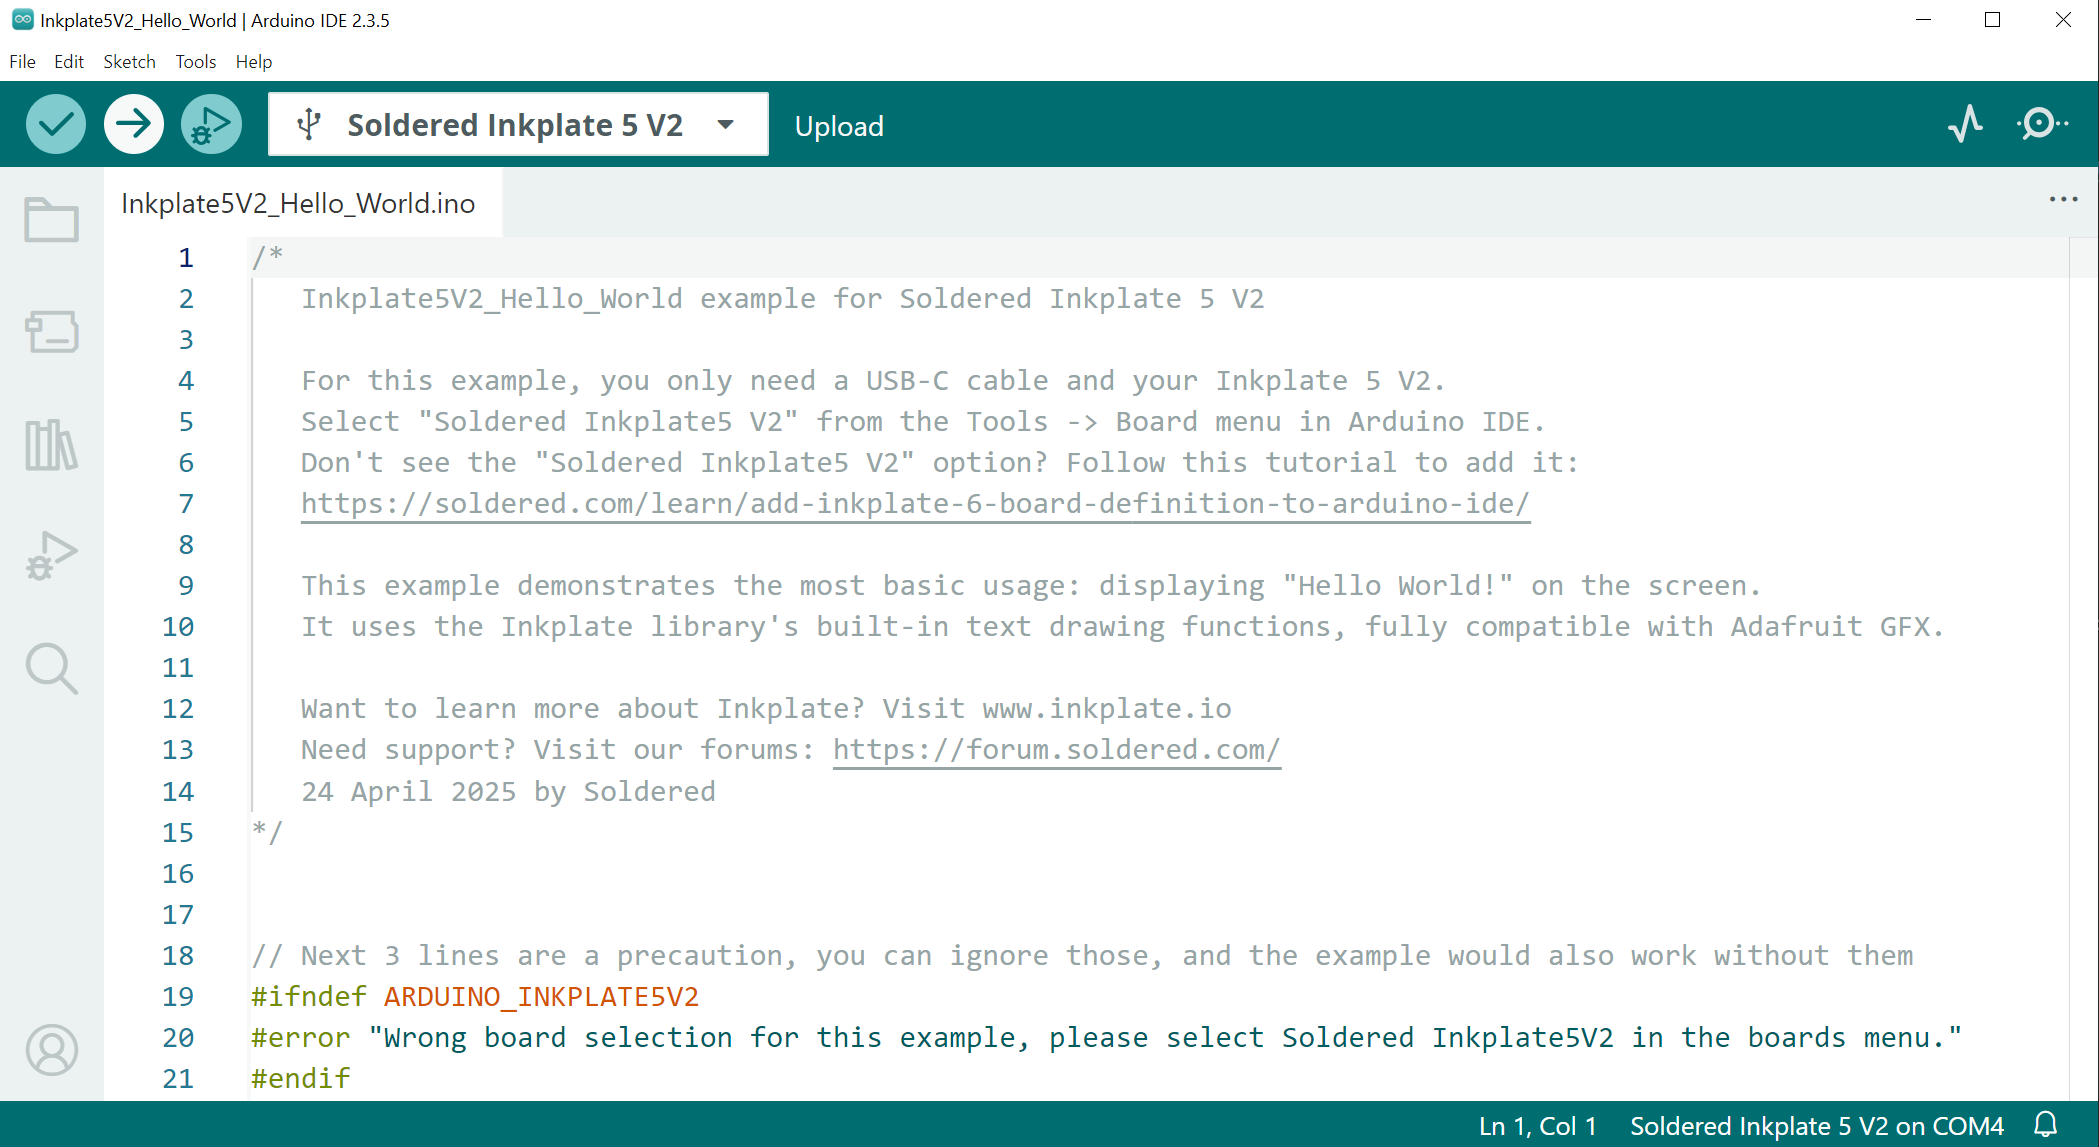 Inkplate5V2_Hello_World | Arduino IDE 2.3.5
File Edit Sketch Tools Help
Soldered Inkplate 5 V2 Upload
Inkplate5V2_Hello_World.ino
1 /*
2 Inkplate5V2_Hello_World example for Soldered Inkplate 5 V2
3
4 For this example, you only need a USB-C cable and your Inkplate 5 V2.
5 Select "Soldered Inkplate5 V2" from the Tools -> Board menu in Arduino IDE.
6 Don't see the "Soldered Inkplate5 V2" option? Follow this tutorial to add it:
7 https://soldered.com/learn/add-inkplate-6-board-definition-to-arduino-ide/
8
9 This example demonstrates the most basic usage: displaying "Hello World!" on the screen.
10 It uses the Inkplate library's built-in text drawing functions, fully compatible with Adafruit GFX.
11
12 Want to learn more about Inkplate? Visit www.inkplate.io
13 Need support? Visit our forums: https://forum.soldered.com/
14 24 April 2025 by Soldered
15 */
16
17
18 // Next 3 lines are a precaution, you can ignore those, and the example would also work without them
19 #ifndef ARDUINO_INKPLATE5V2
20 #error "Wrong board selection for this example, please select Soldered Inkplate5V2 in the boards menu."
21 #endif
Ln 1, Col 1 Soldered Inkplate 5 V2 on COM4